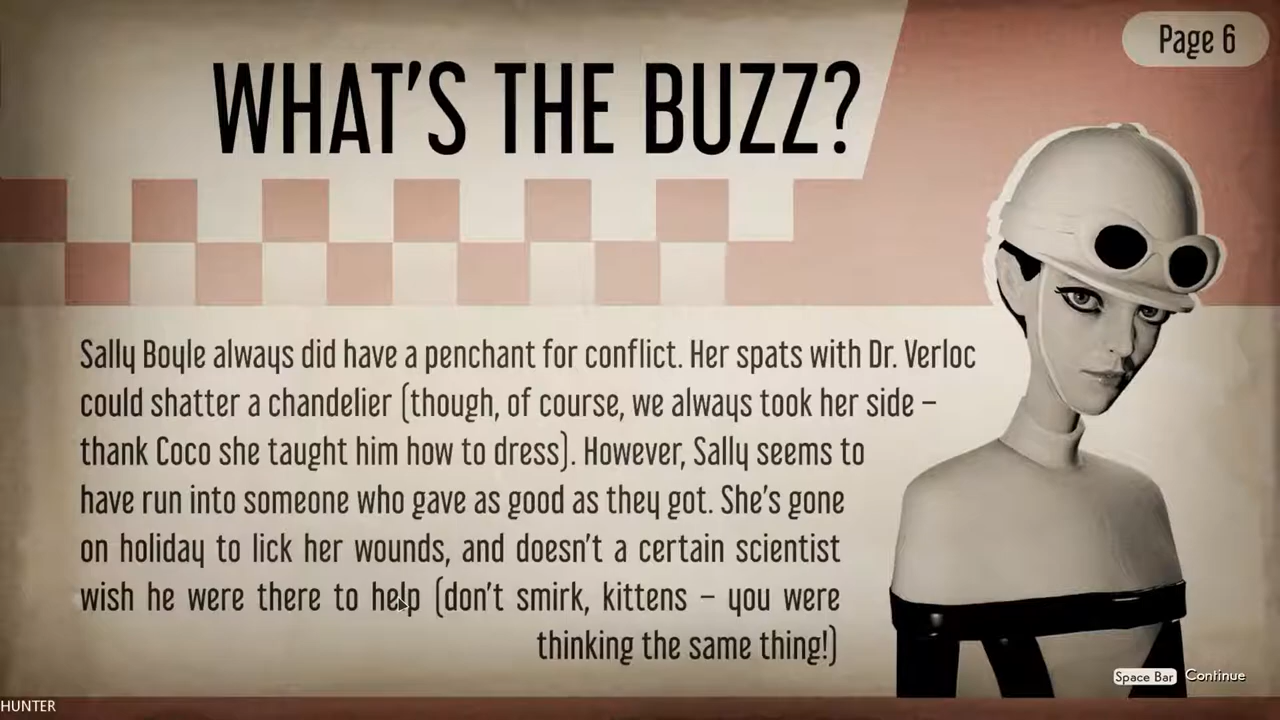 Page 6
WHAT'S THE BUZZ?
Sally Boyle always did have a penchant for conflict. Her spats with Dr. Verloc
could shatter a chandelier (though, of course, we always took her side –
thank Coco she taught him how to dress). However, Sally seems to
have run into someone who gave as good as they got. She's gone
on holiday to lick her wounds, and doesn't a certain scientist
wish he were there to help (don't smirk, kittens – you were
thinking the same thing!)
Space Bar Continue
HUNTER